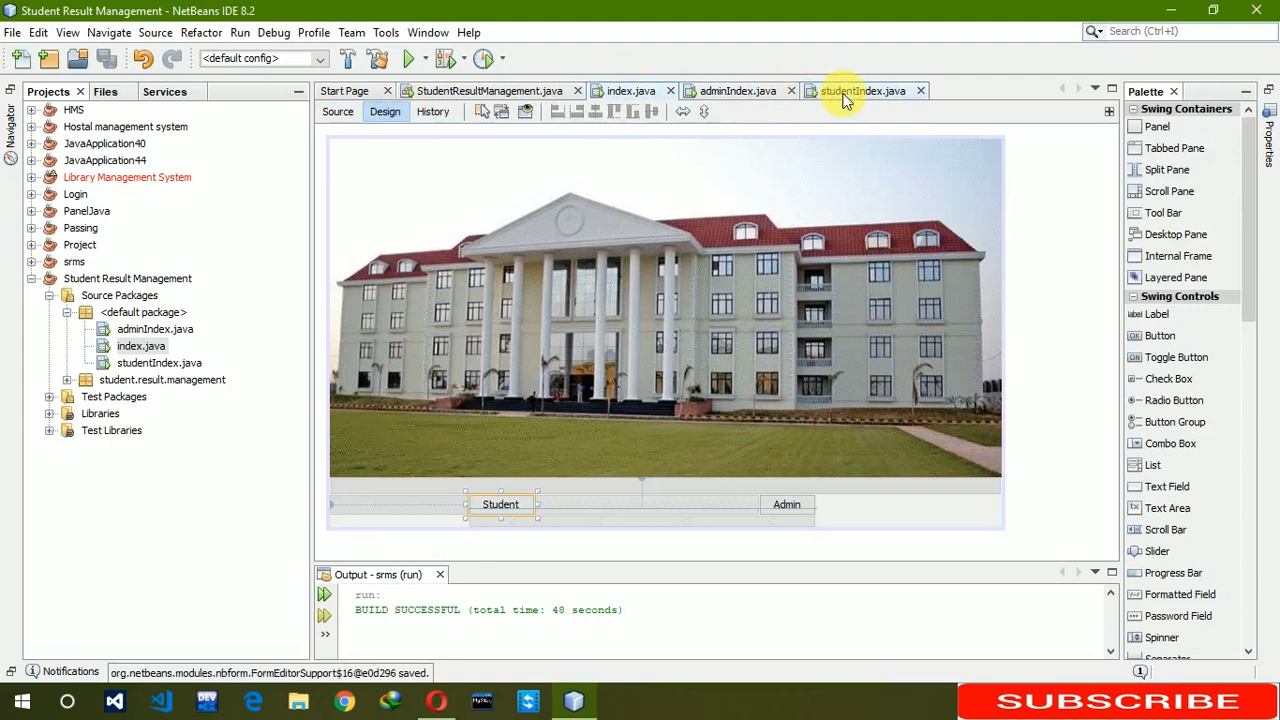 Student Result Management - NetBeans IDE 8.2
File Edit View Navigate Source Refactor Run Debug Profile Team Tools Window Help
Search (Ctrl+I)
<default config>
Projects Files Services
Start Page StudentResultManagement.java index.java adminIndex.java studentIndex.java
Palette
Source Design History
Navigator
Properties
HMS
Hostal management system
JavaApplication40
JavaApplication44
Library Management System
Login
PanelJava
Passing
Project
srms
Student Result Management
Source Packages
<default package>
adminIndex.java
index.java
studentIndex.java
student.result.management
Test Packages
Libraries
Test Libraries
Student Admin
Swing Containers
Panel
Tabbed Pane
Split Pane
Scroll Pane
Tool Bar
Desktop Pane
Internal Frame
Layered Pane
Swing Controls
Label
Button
Toggle Button
Check Box
Radio Button
Button Group
Combo Box
List
Text Field
Text Area
Scroll Bar
Slider
Progress Bar
Formatted Field
Password Field
Spinner
Separator
Output - srms (run)
run:
BUILD SUCCESSFUL (total time: 48 seconds)
Notifications
org.netbeans.modules.nbform.FormEditorSupport$16@e0d296 saved.
SUBSCRIBE